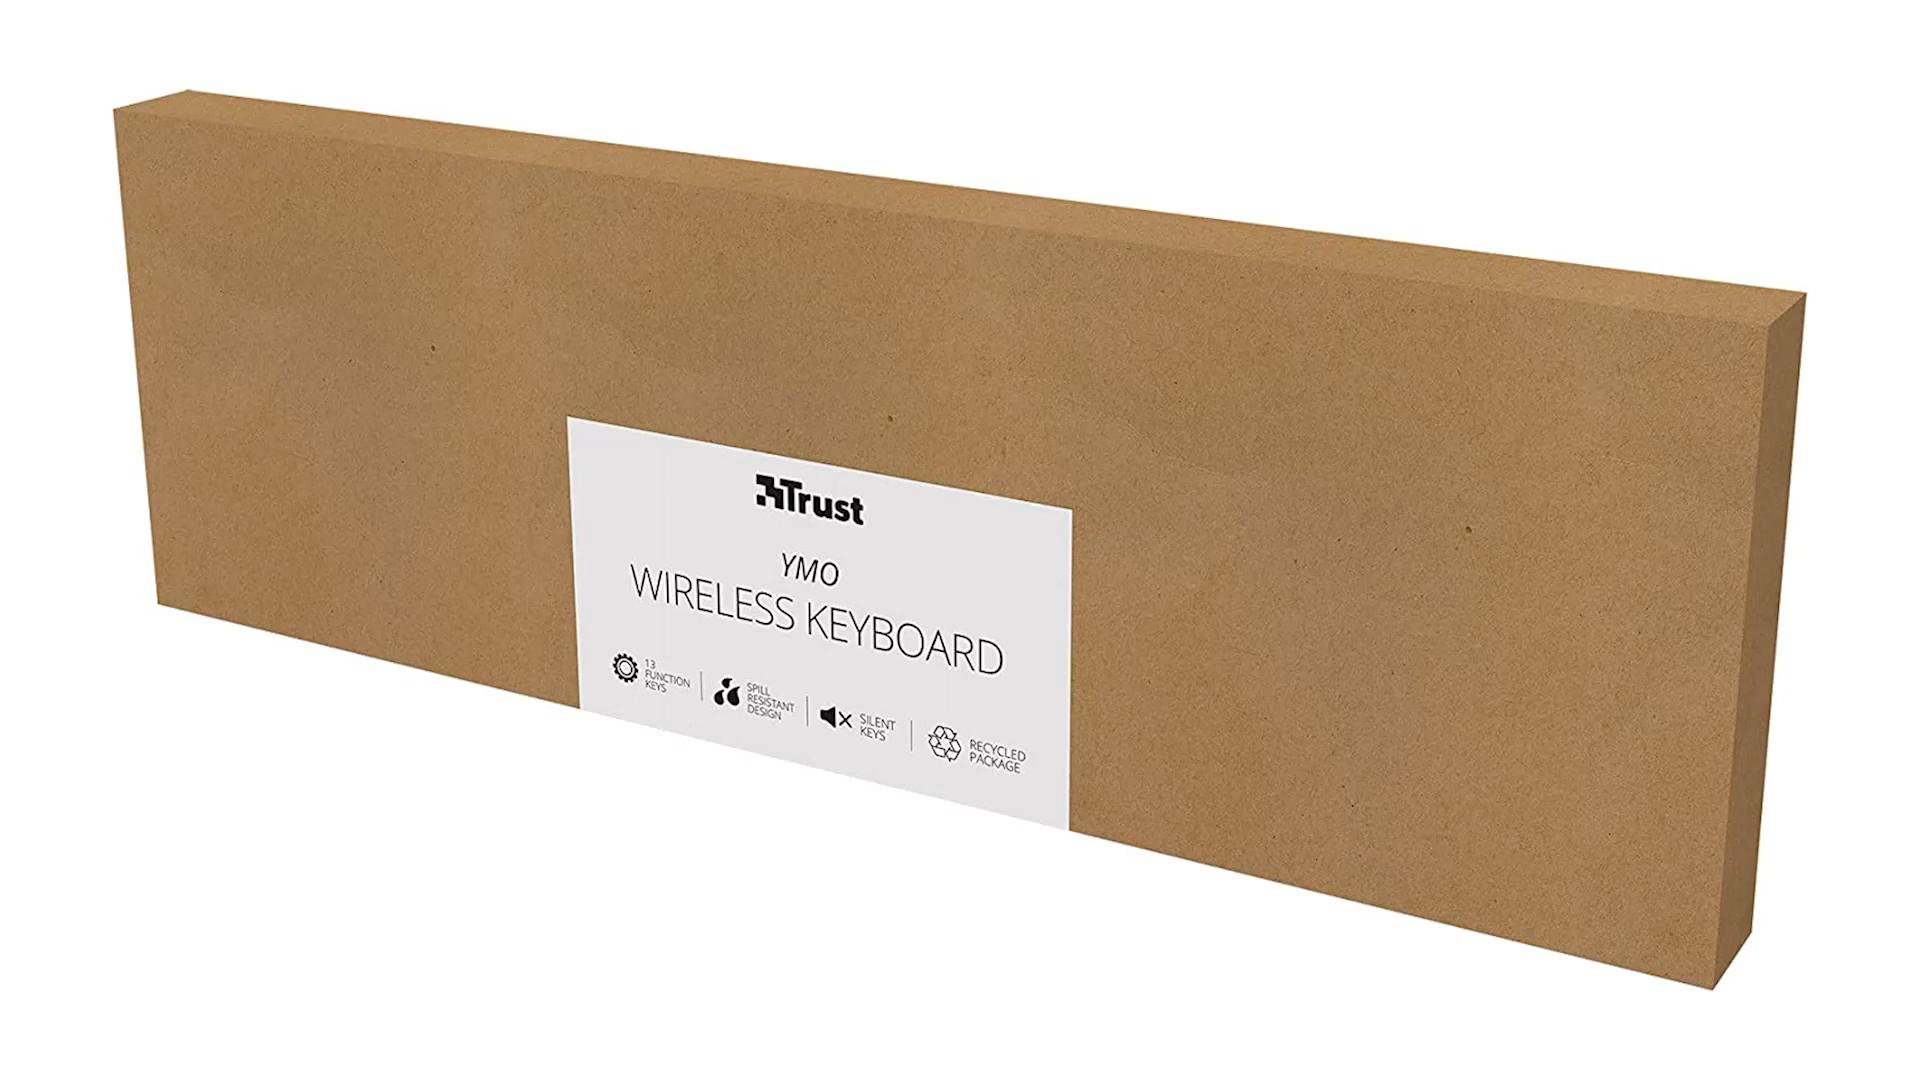 Trust
YMO
WIRELESS KEYBOARD
13
FUNCTION
KEYS
SPILL
RESISTANT
DESIGN
SILENT
KEYS
RECYCLED
PACKAGE